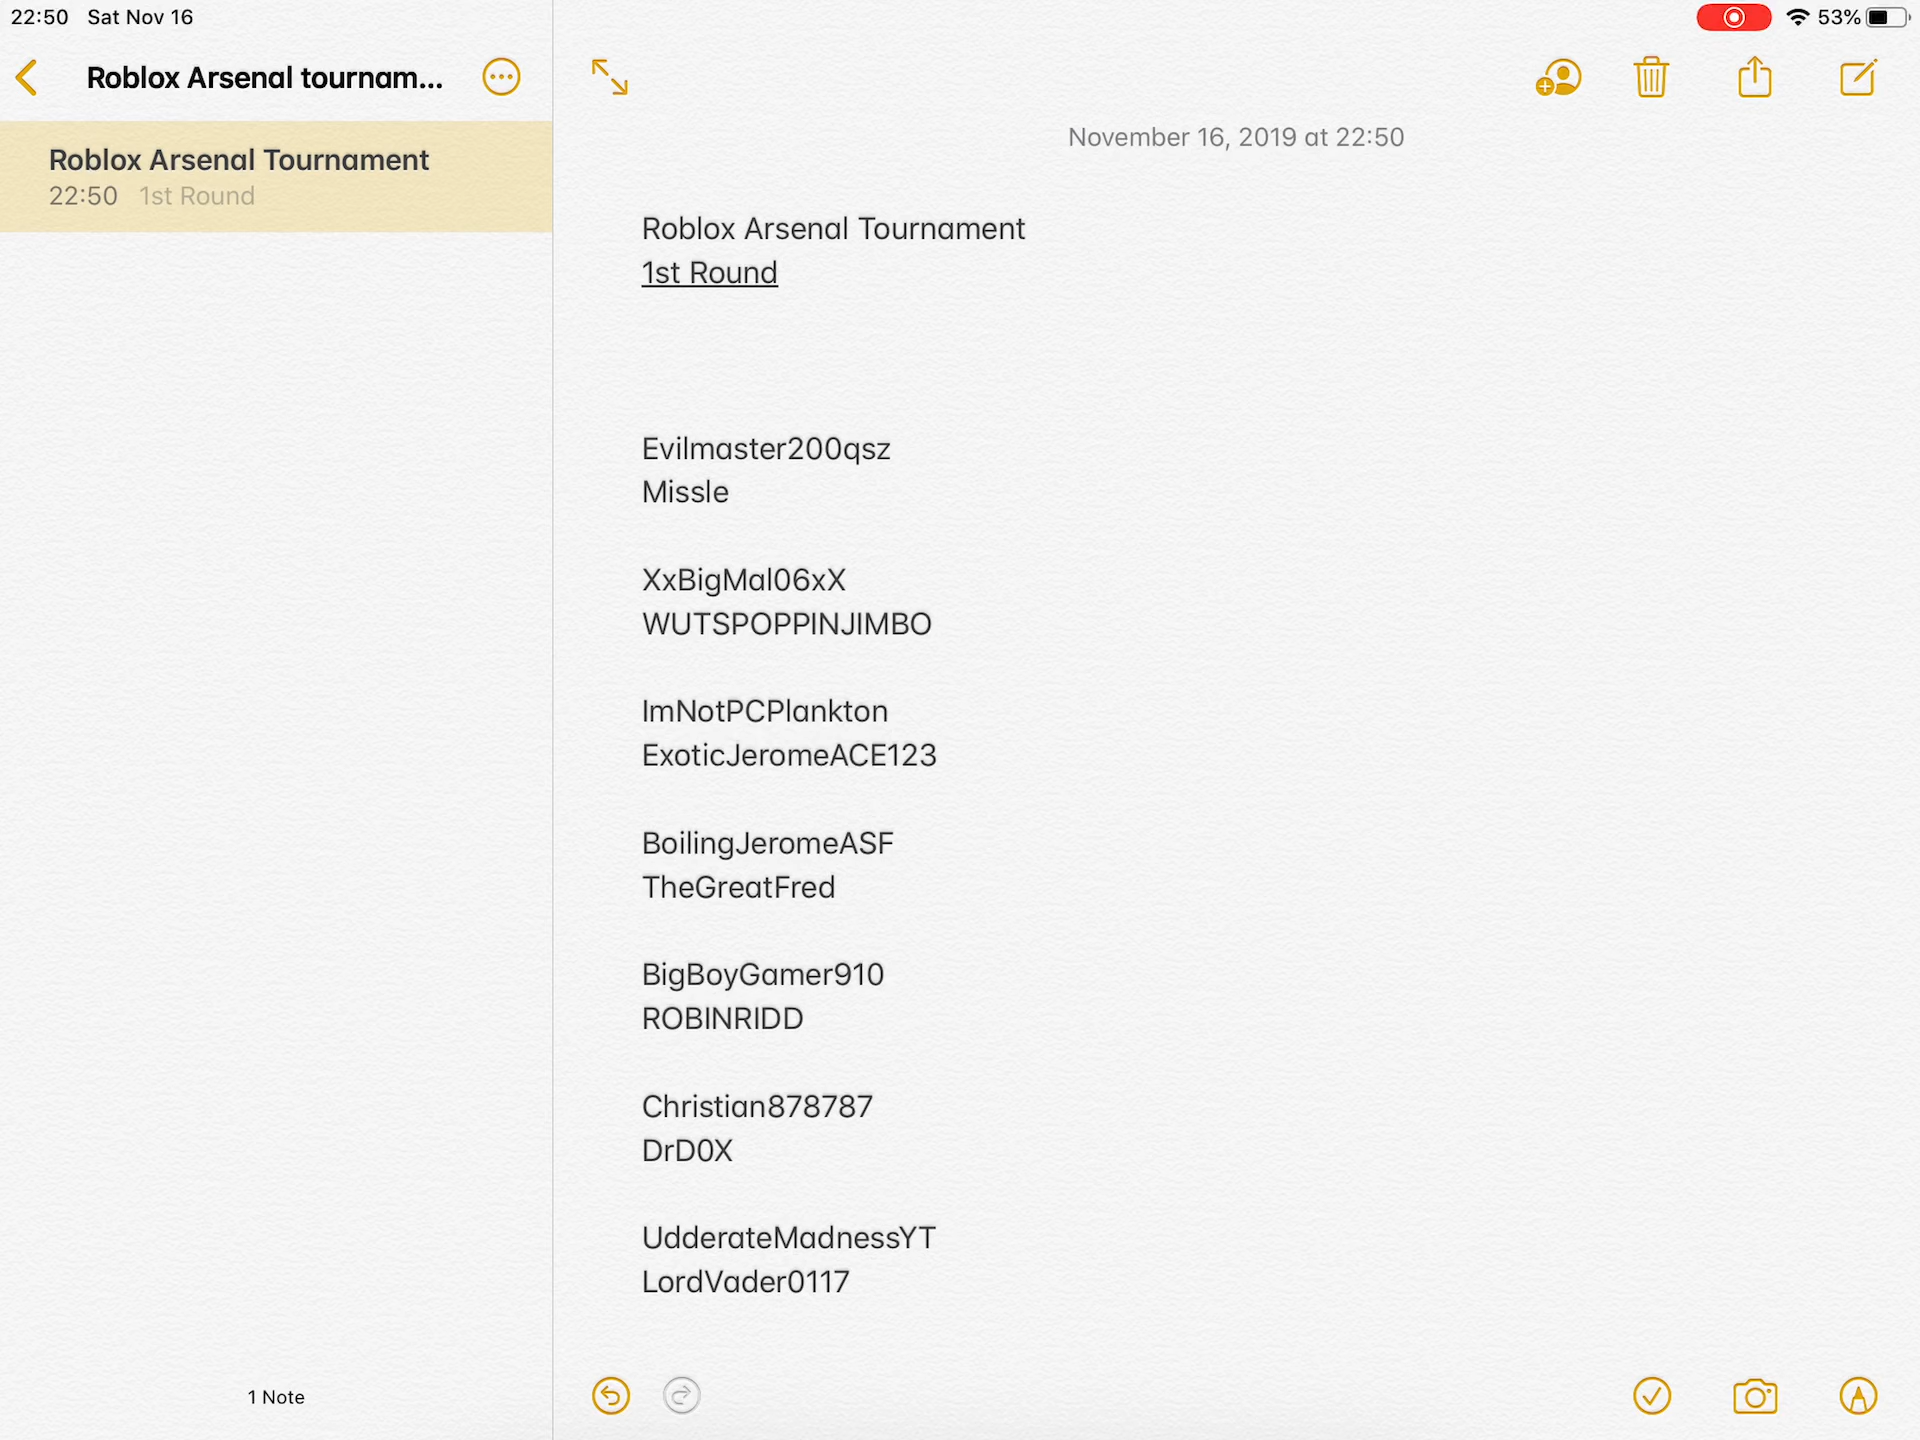 22:50 Sat Nov 16
53%
Roblox Arsenal tournam...
Roblox Arsenal Tournament
22:50 1st Round
1 Note
November 16, 2019 at 22:50
Roblox Arsenal Tournament
1st Round
Evilmaster200qsz
Missle
XxBigMal06xX
WUTSPOPPINJIMBO
ImNotPCPlankton
ExoticJeromeACE123
BoilingJeromeASF
TheGreatFred
BigBoyGamer910
ROBINRIDD
Christian878787
DrD0X
UdderateMadnessYT
LordVader0117